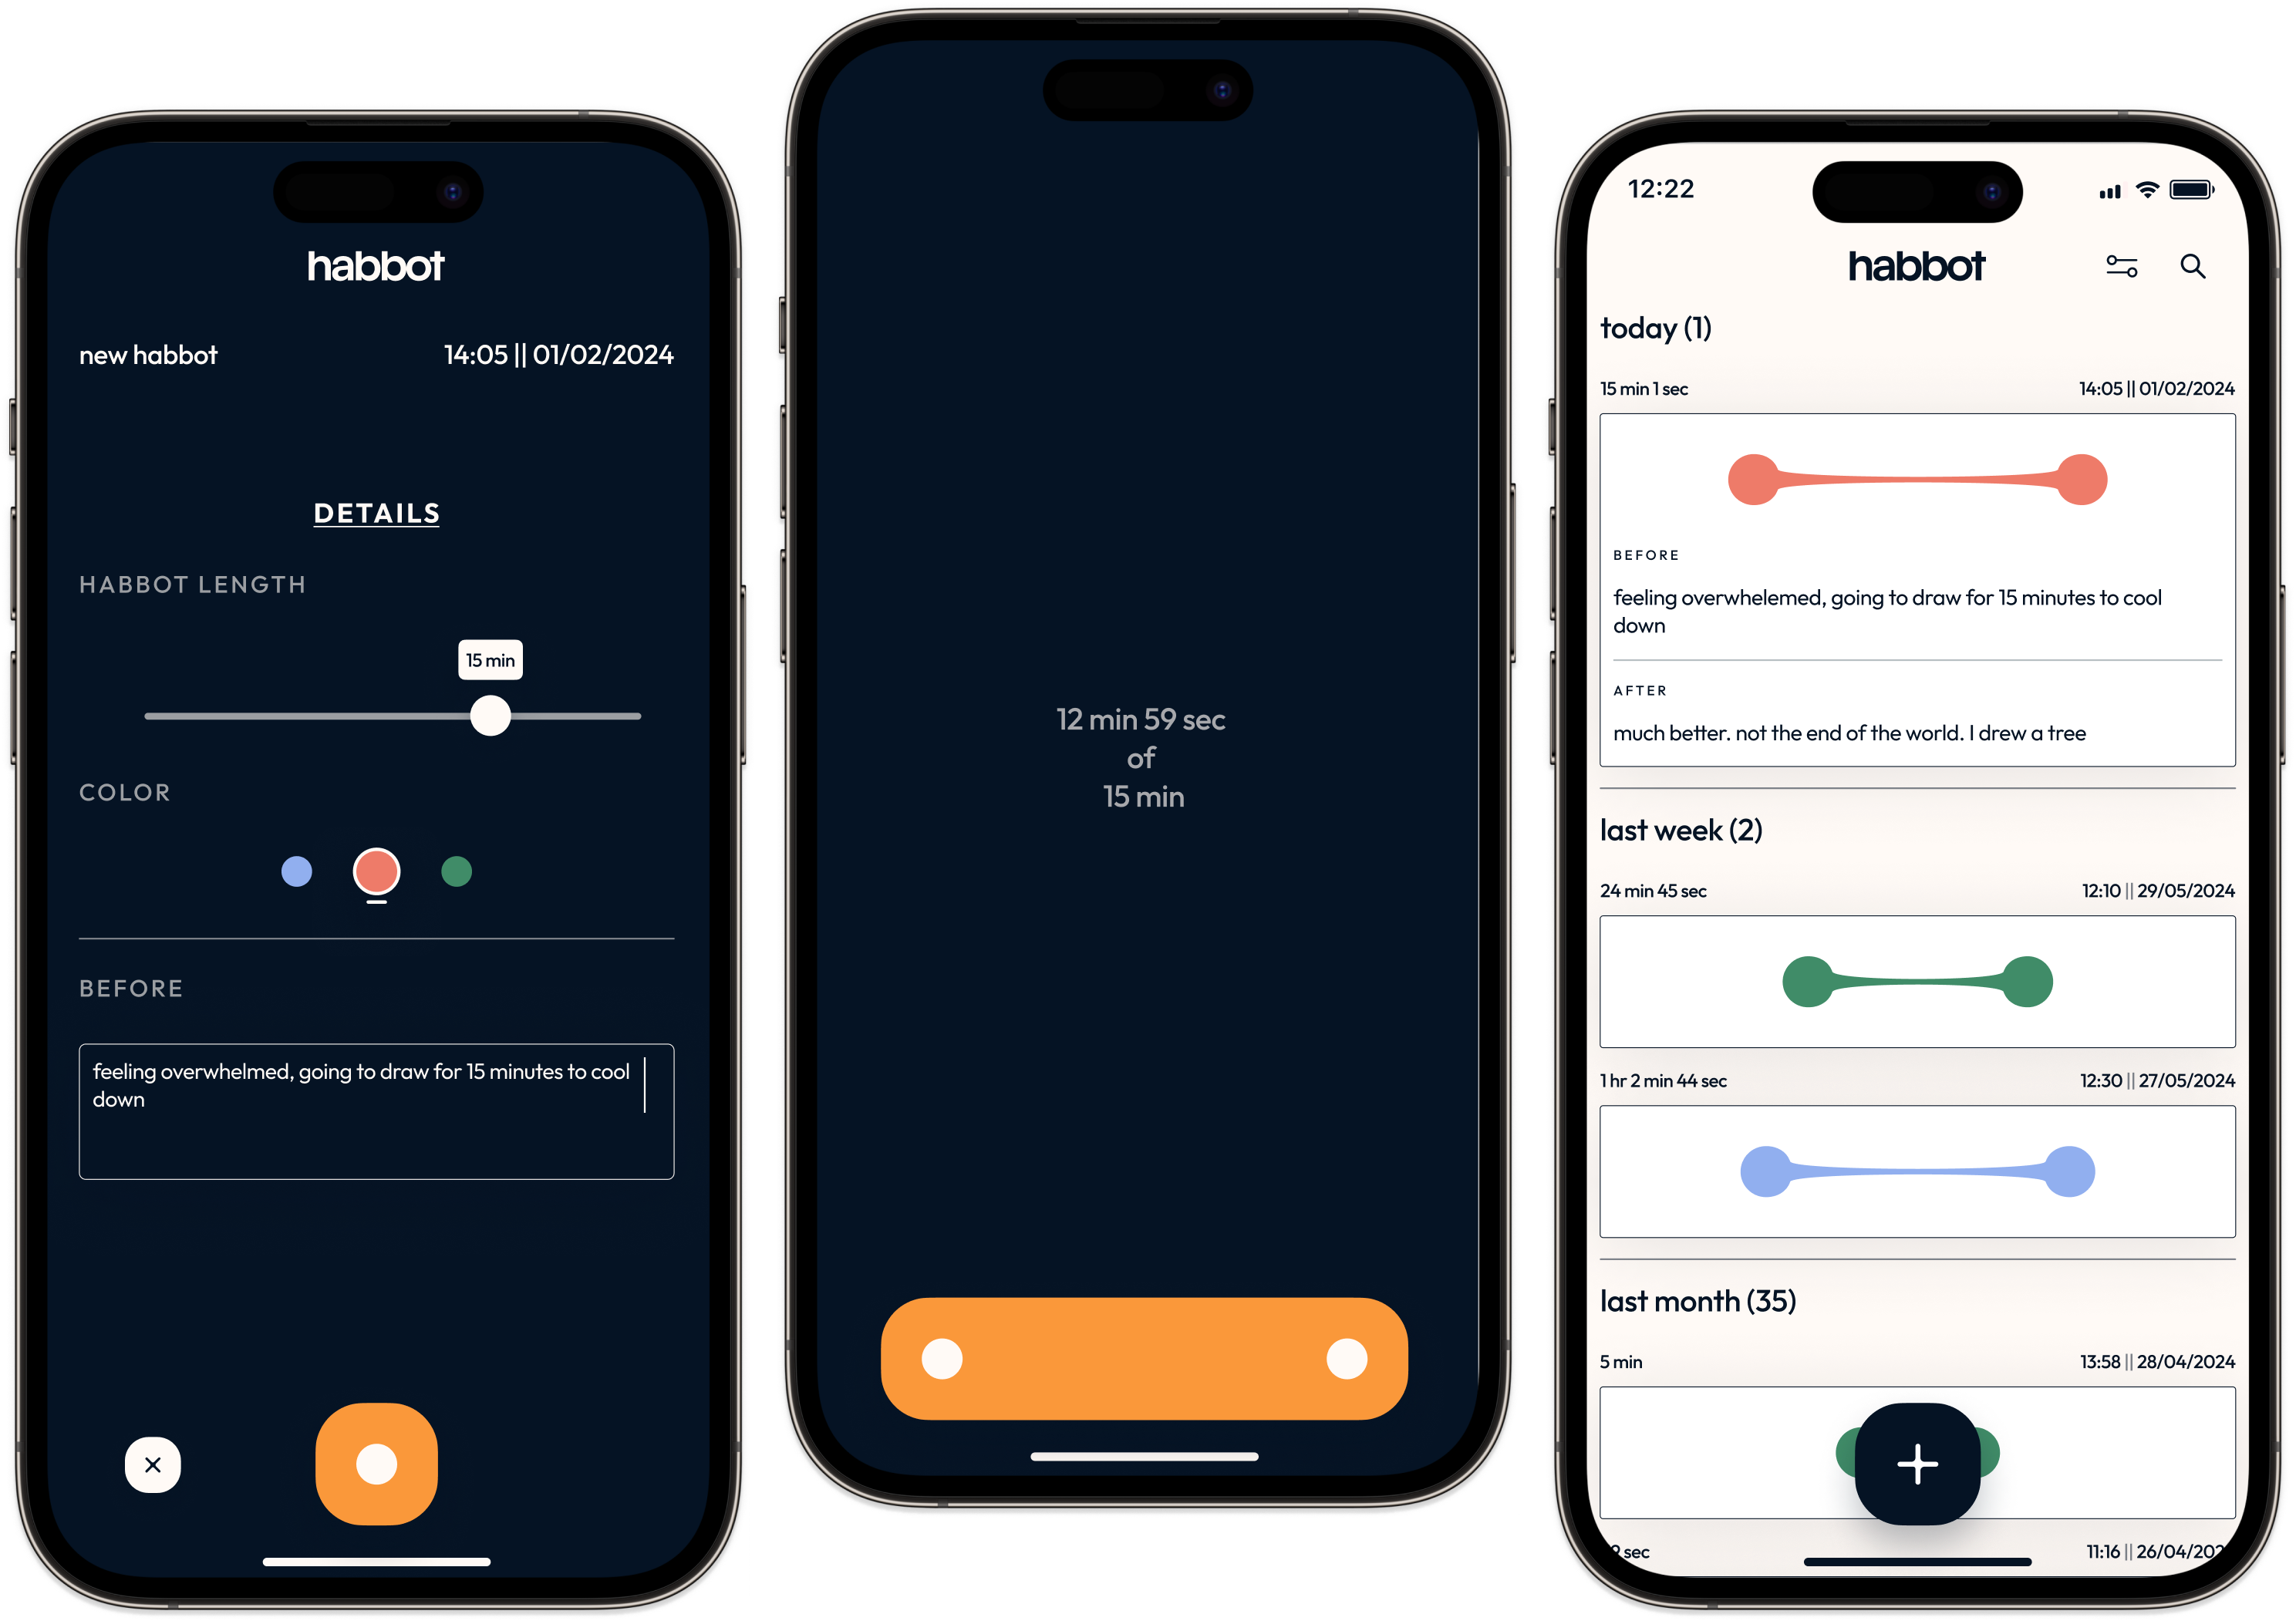 habbot
new habbot
14:05 || 01/02/2024
DETAILS
HABBOT LENGTH
15 min
COLOR
BEFORE
feeling overwhelmed, going to draw for 15 minutes to cool
down
12 min 59 sec
of
15 min
12:22
habbot
today (1)
15 min 1 sec
14:05 || 01/02/2024
BEFORE
feeling overwhelemed, going to draw for 15 minutes to cool
down
AFTER
much better. not the end of the world. I drew a tree
last week (2)
24 min 45 sec
12:10 || 29/05/2024
1 hr 2 min 44 sec
12:30 || 27/05/2024
last month (35)
5 min
13:58 || 28/04/2024
sec
11:16 || 26/04/202